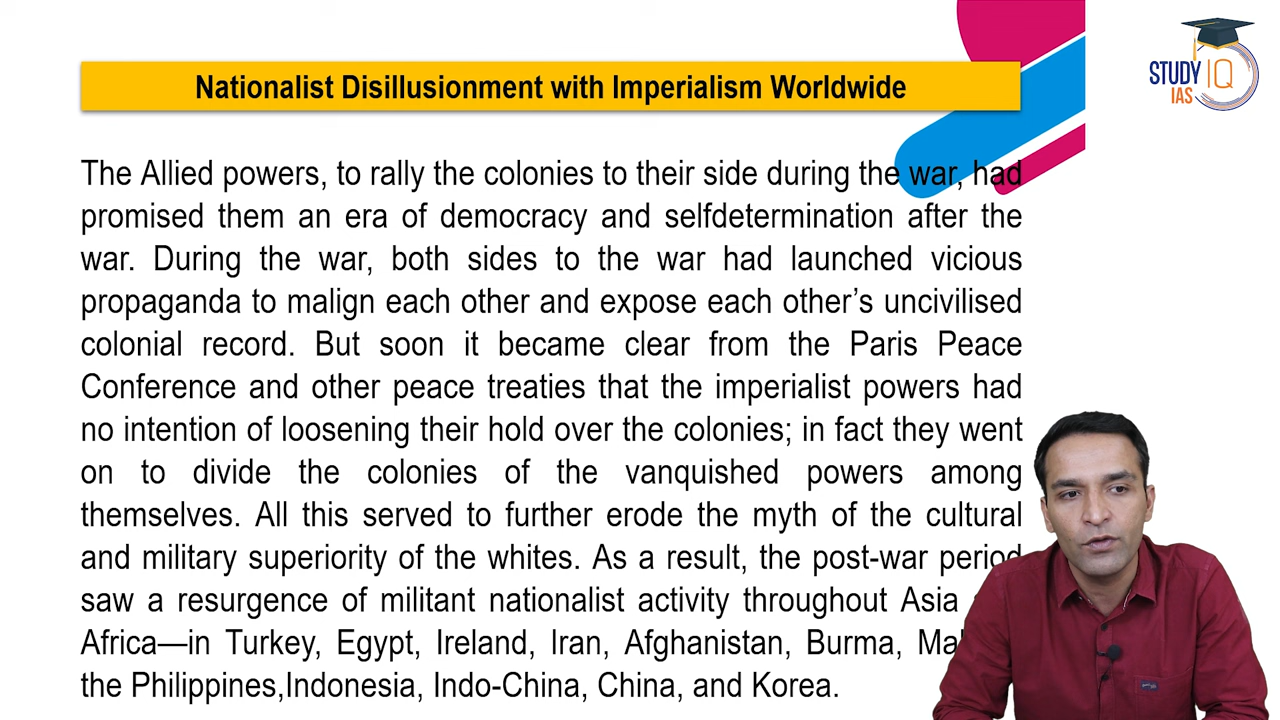 Nationalist Disillusionment with Imperialism Worldwide
STUDY IQ
IAS
The Allied powers, to rally the colonies to their side during the war, had
promised them an era of democracy and selfdetermination after the
war. During the war, both sides to the war had launched vicious
propaganda to malign each other and expose each other’s uncivilised
colonial record. But soon it became clear from the Paris Peace
Conference and other peace treaties that the imperialist powers had
no intention of loosening their hold over the colonies; in fact they went
on to divide the colonies of the vanquished powers among
themselves. All this served to further erode the myth of the cultural
and military superiority of the whites. As a result, the post-war period
saw a resurgence of militant nationalist activity throughout Asia
Africa—in Turkey, Egypt, Ireland, Iran, Afghanistan, Burma,
the Philippines,Indonesia, Indo-China, China, and Korea.